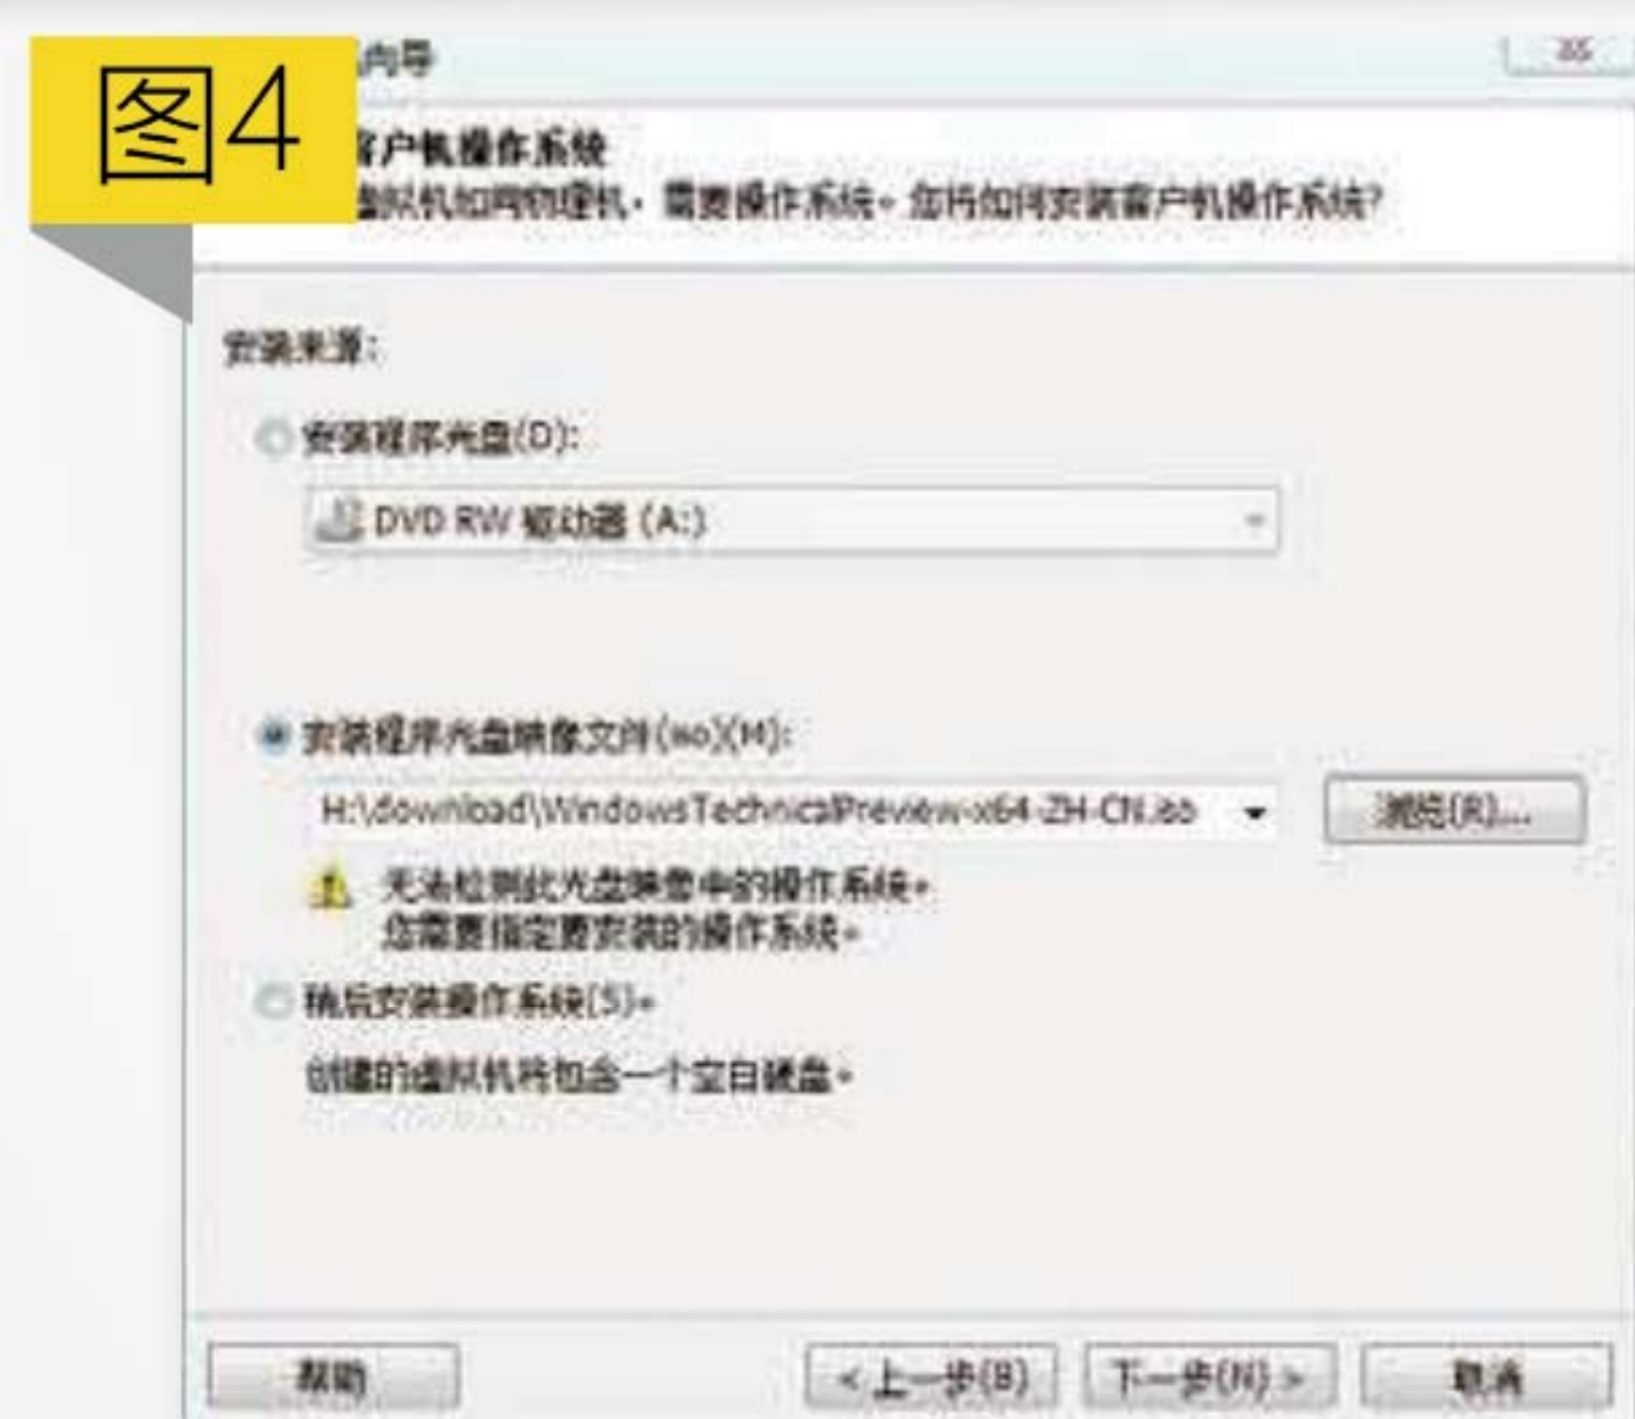 图4
向导
客户机操作系统
虚拟机如同物理机，需要操作系统。您将如何安装客户机操作系统?
安装来源:
安装程序光盘(D):
DVD RW 驱动器 (A:)
安装程序光盘映像文件(iso)(M):
H:\download\WindowsTechnicalPreview-x64-ZH-CN.iso
浏览(R)...
无法检测此光盘映像中的操作系统。
您需要指定要安装的操作系统。
稍后安装操作系统(S)。
创建的虚拟机将包含一个空白硬盘。
帮助
< 上一步(B)
下一步(N) >
取消